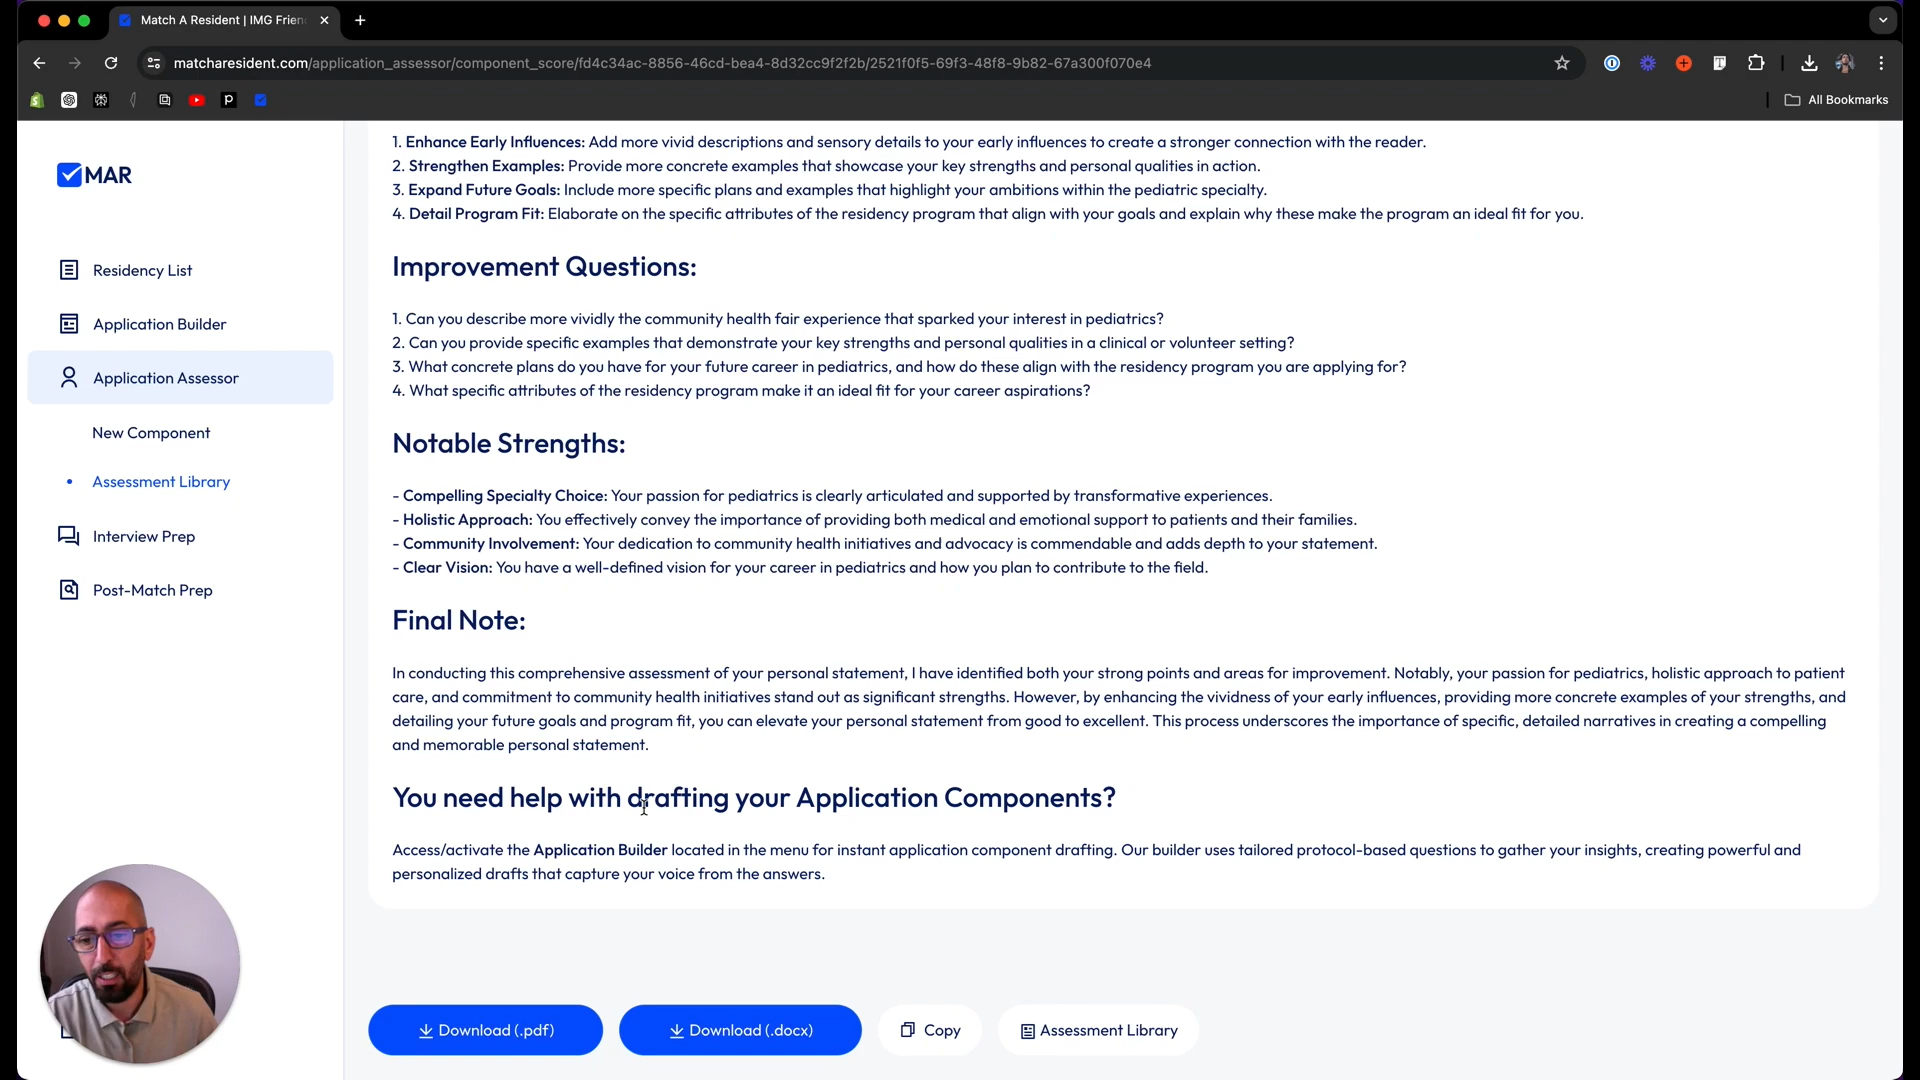 Match A Resident | IMG Frien
matcharesident.com/application_assessor/component_score/fd4c34ac-8856-46cd-bea4-8d32cc9f2f2b/2521f0f5-69f3-48f8-9b82-67a300f070e4
All Bookmarks
MAR
Residency List
Application Builder
Application Assessor
New Component
Assessment Library
Interview Prep
Post-Match Prep
1. Enhance Early Influences: Add more vivid descriptions and sensory details to your early influences to create a stronger connection with the reader.
2. Strengthen Examples: Provide more concrete examples that showcase your key strengths and personal qualities in action.
3. Expand Future Goals: Include more specific plans and examples that highlight your ambitions within the pediatric specialty.
4. Detail Program Fit: Elaborate on the specific attributes of the residency program that align with your goals and explain why these make the program an ideal fit for you.
Improvement Questions:
1. Can you describe more vividly the community health fair experience that sparked your interest in pediatrics?
2. Can you provide specific examples that demonstrate your key strengths and personal qualities in a clinical or volunteer setting?
3. What concrete plans do you have for your future career in pediatrics, and how do these align with the residency program you are applying for?
4. What specific attributes of the residency program make it an ideal fit for your career aspirations?
Notable Strengths:
- Compelling Specialty Choice: Your passion for pediatrics is clearly articulated and supported by transformative experiences.
- Holistic Approach: You effectively convey the importance of providing both medical and emotional support to patients and their families.
- Community Involvement: Your dedication to community health initiatives and advocacy is commendable and adds depth to your statement.
- Clear Vision: You have a well-defined vision for your career in pediatrics and how you plan to contribute to the field.
Final Note:
In conducting this comprehensive assessment of your personal statement, I have identified both your strong points and areas for improvement. Notably, your passion for pediatrics, holistic approach to patient
care, and commitment to community health initiatives stand out as significant strengths. However, by enhancing the vividness of your early influences, providing more concrete examples of your strengths, and
detailing your future goals and program fit, you can elevate your personal statement from good to excellent. This process underscores the importance of specific, detailed narratives in creating a compelling
and memorable personal statement.
You need help with drafting your Application Components?
Access/activate the Application Builder located in the menu for instant application component drafting. Our builder uses tailored protocol-based questions to gather your insights, creating powerful and
personalized drafts that capture your voice from the answers.
Download (.pdf)
Download (.docx)
Copy
Assessment Library